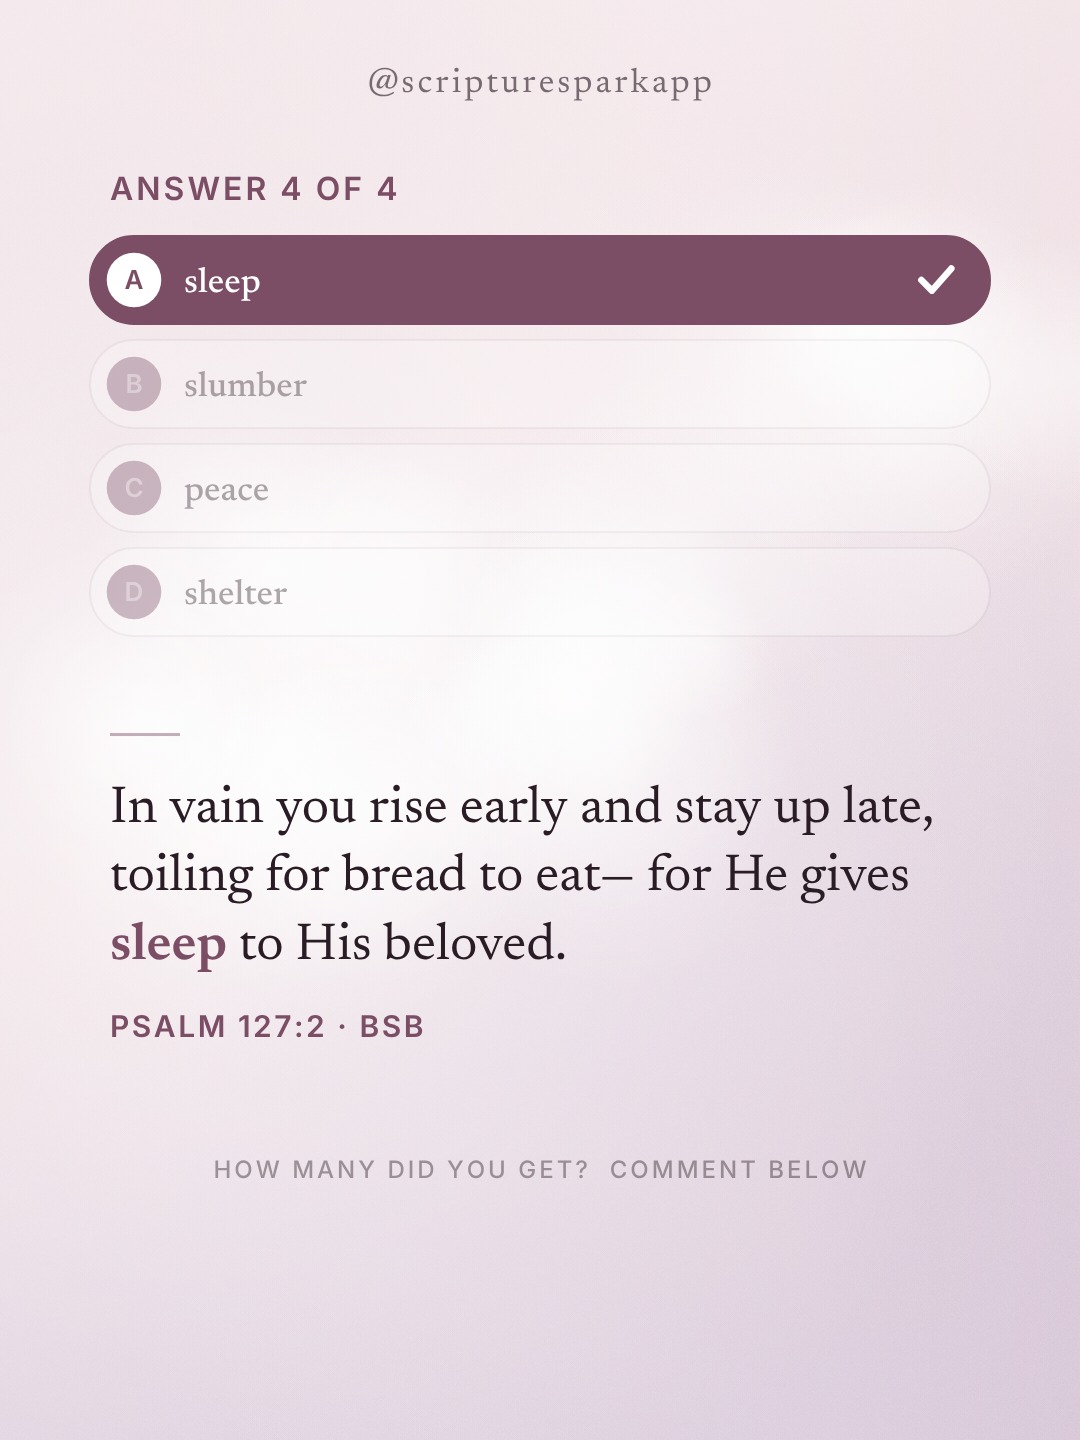 @scripturesparkapp
ANSWER 4 OF 4
A sleep
B slumber
C peace
D shelter
In vain you rise early and stay up late,
toiling for bread to eat— for He gives
sleep to His beloved.
PSALM 127:2 · BSB
HOW MANY DID YOU GET? COMMENT BELOW